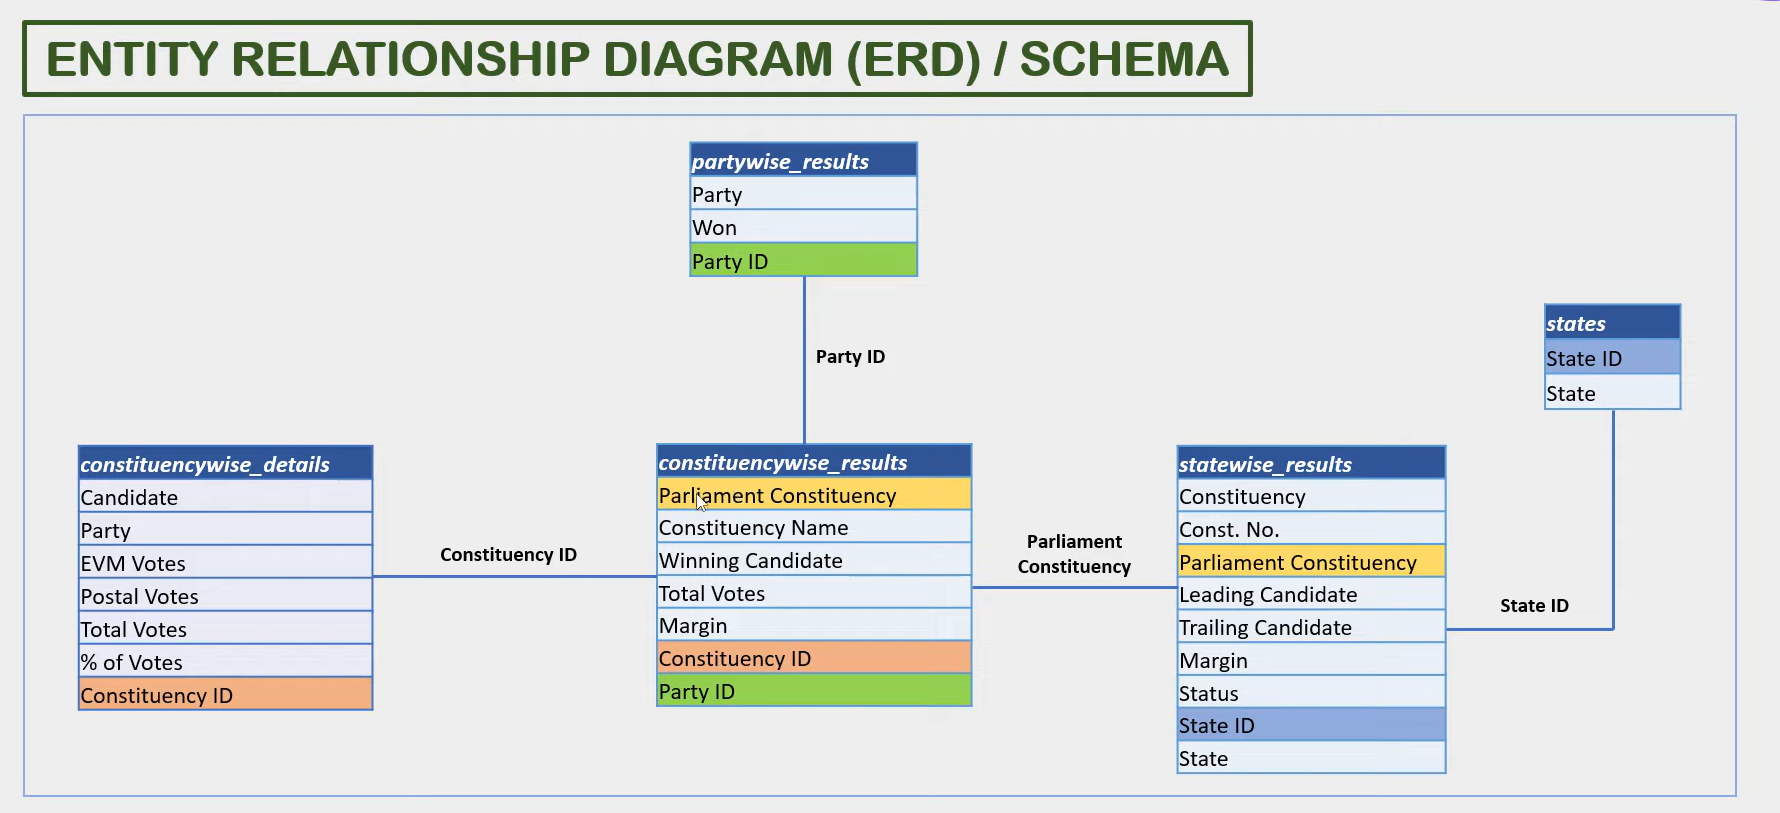 ENTITY RELATIONSHIP DIAGRAM (ERD) / SCHEMA
partywise_results
Party
Won
Party ID
Party ID
states
State ID
State
constituencywise_details
Candidate
Party
EVM Votes
Postal Votes
Total Votes
% of Votes
Constituency ID
Constituency ID
constituencywise_results
Parliament Constituency
Constituency Name
Winning Candidate
Total Votes
Margin
Constituency ID
Party ID
Parliament
Constituency
statewise_results
Constituency
Const. No.
Parliament Constituency
Leading Candidate
Trailing Candidate
Margin
Status
State ID
State
State ID